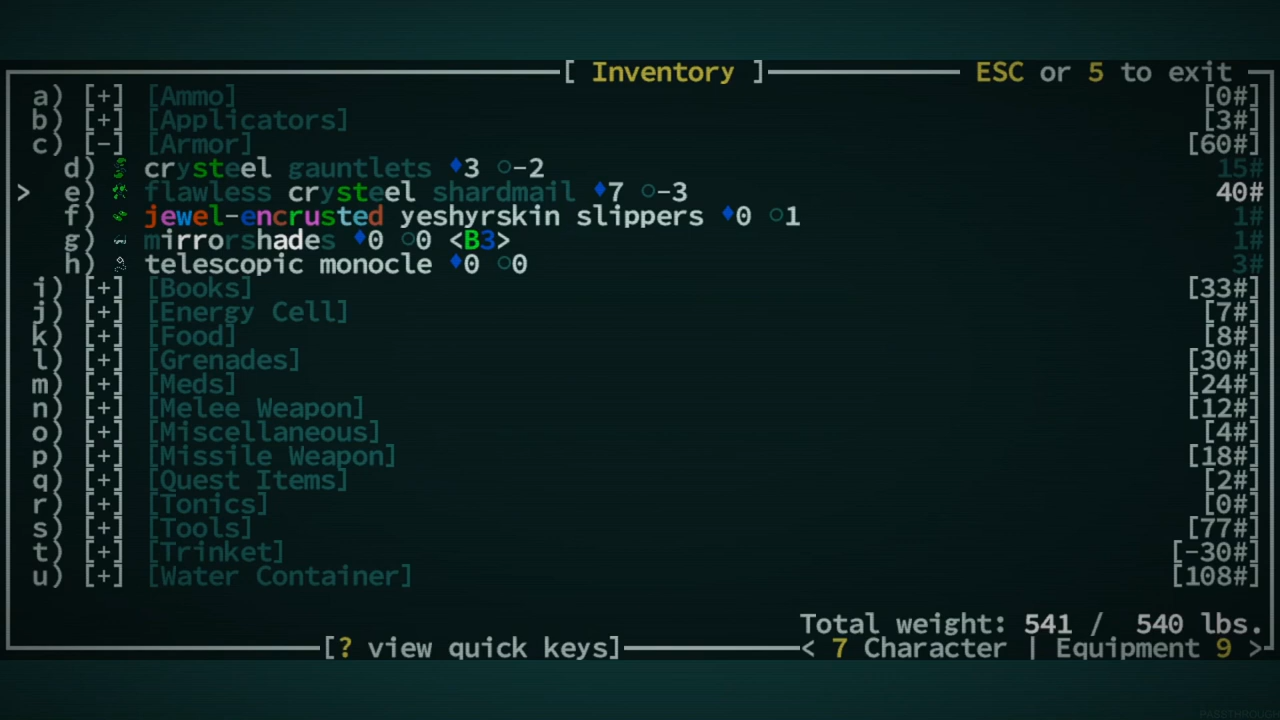 [ Inventory ] ESC or 5 to exit
a) [+] [Ammo] [0#]
b) [+] [Applicators] [3#]
c) [-] [Armor] [60#]
d) crysteel gauntlets ♦3 ○-2 15#
> e) flawless crysteel shardmail ♦7 ○-3 40#
f) jewel-encrusted yeshyrskin slippers ♦0 ○1 1#
g) mirrorshades ♦0 ○0 <B3> 1#
h) telescopic monocle ♦0 ○0 3#
i) [+] [Books] [33#]
j) [+] [Energy Cell] [7#]
k) [+] [Food] [8#]
l) [+] [Grenades] [30#]
m) [+] [Meds] [24#]
n) [+] [Melee Weapon] [12#]
o) [+] [Miscellaneous] [4#]
p) [+] [Missile Weapon] [18#]
q) [+] [Quest Items] [2#]
r) [+] [Tonics] [0#]
s) [+] [Tools] [77#]
t) [+] [Trinket] [-30#]
u) [+] [Water Container] [108#]
Total weight: 541 / 540 lbs.
[? view quick keys] < 7 Character | Equipment 9 >